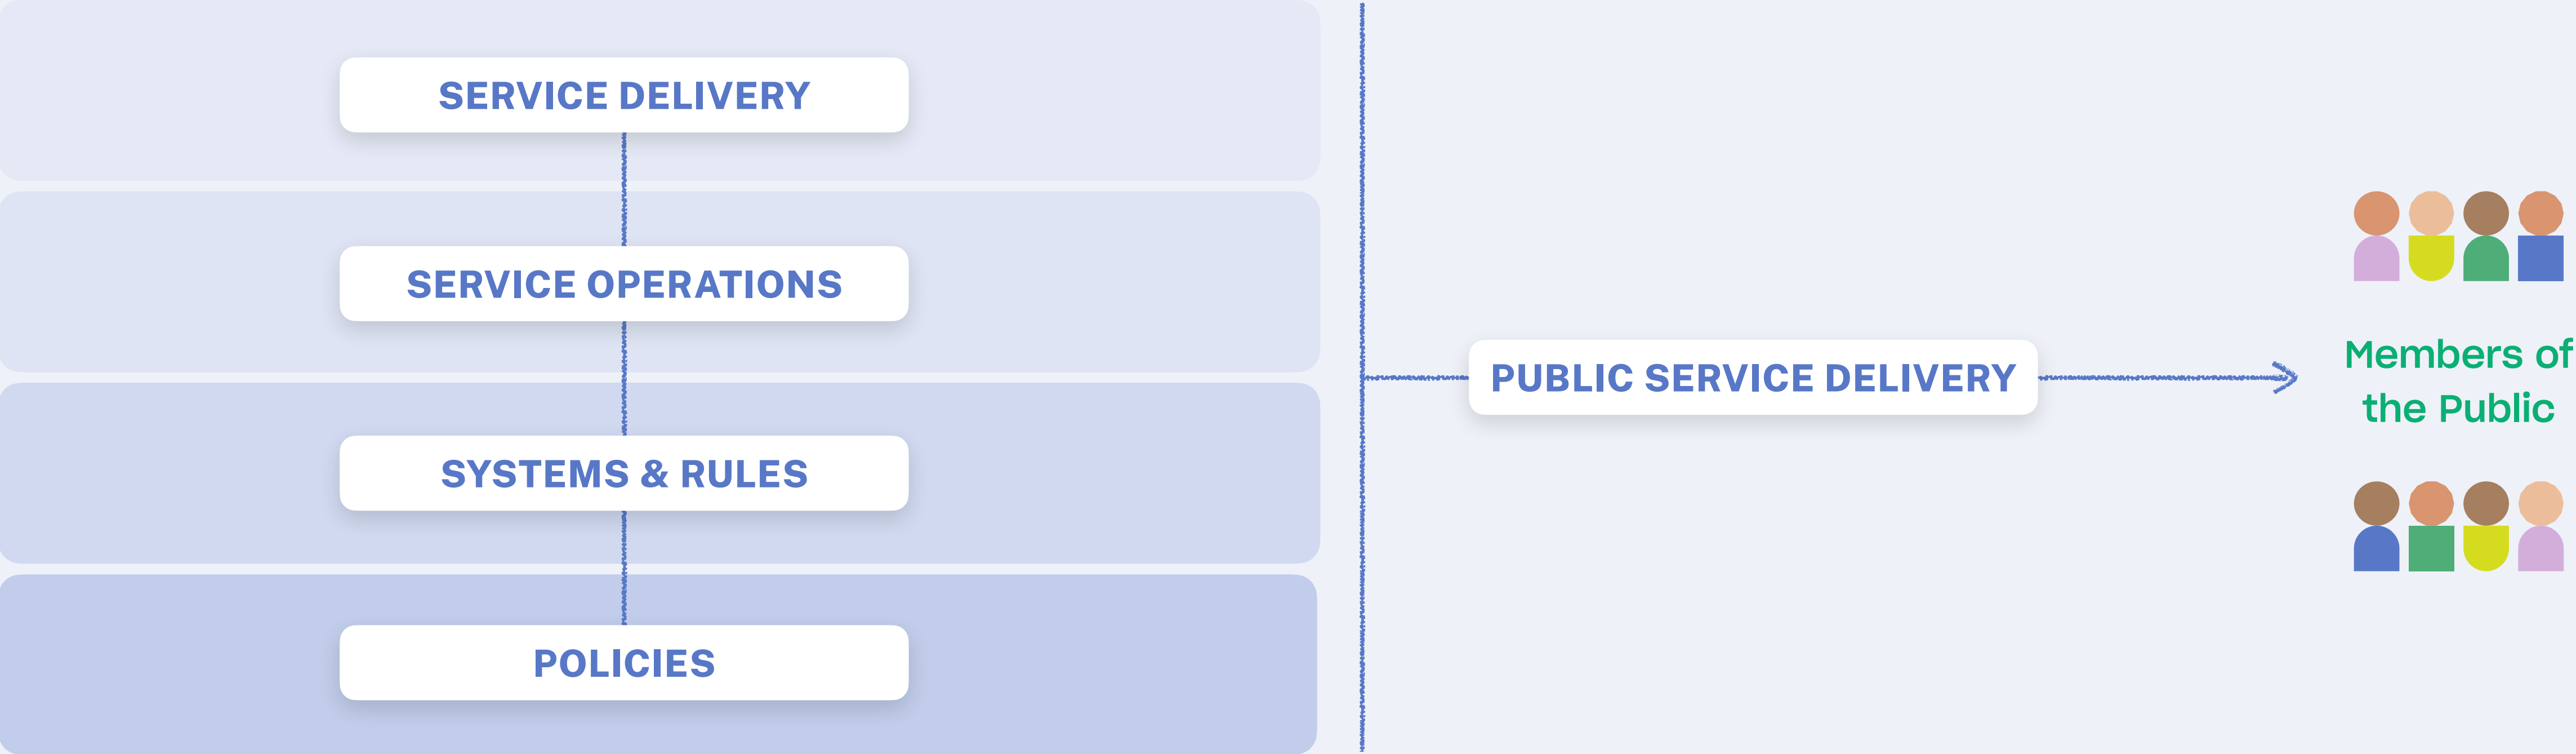 SERVICE DELIVERY
SERVICE OPERATIONS
SYSTEMS & RULES
POLICIES
PUBLIC SERVICE DELIVERY
Members of
the Public